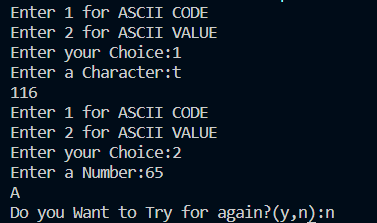 Enter 1 for ASCII CODE
Enter 2 for ASCII VALUE
Enter your Choice:1
Enter a Character:t
116
Enter 1 for ASCII CODE
Enter 2 for ASCII VALUE
Enter your Choice:2
Enter a Number:65
A
Do you Want to Try for again?(y,n):n